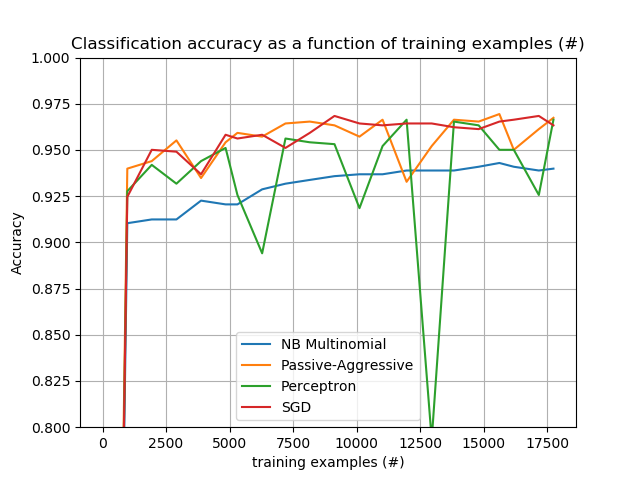 Classification accuracy as a function of training examples (#)
1.000
0.975
0.950
0.925
0.900
0.875
0.850
0.825
0.800
Accuracy
NB Multinomial
Passive-Aggressive
Perceptron
SGD
0 2500 5000 7500 10000 12500 15000 17500
training examples (#)